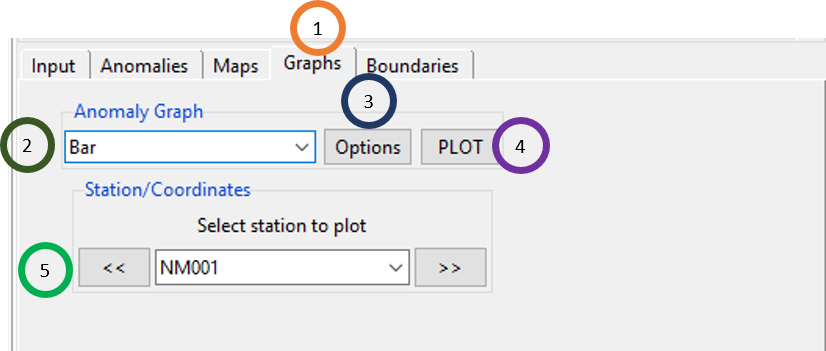 1
Input Anomalies Maps Graphs Boundaries
3
Anomaly Graph
2 Bar Options PLOT 4
Station/Coordinates
Select station to plot
5 << NM001 >>